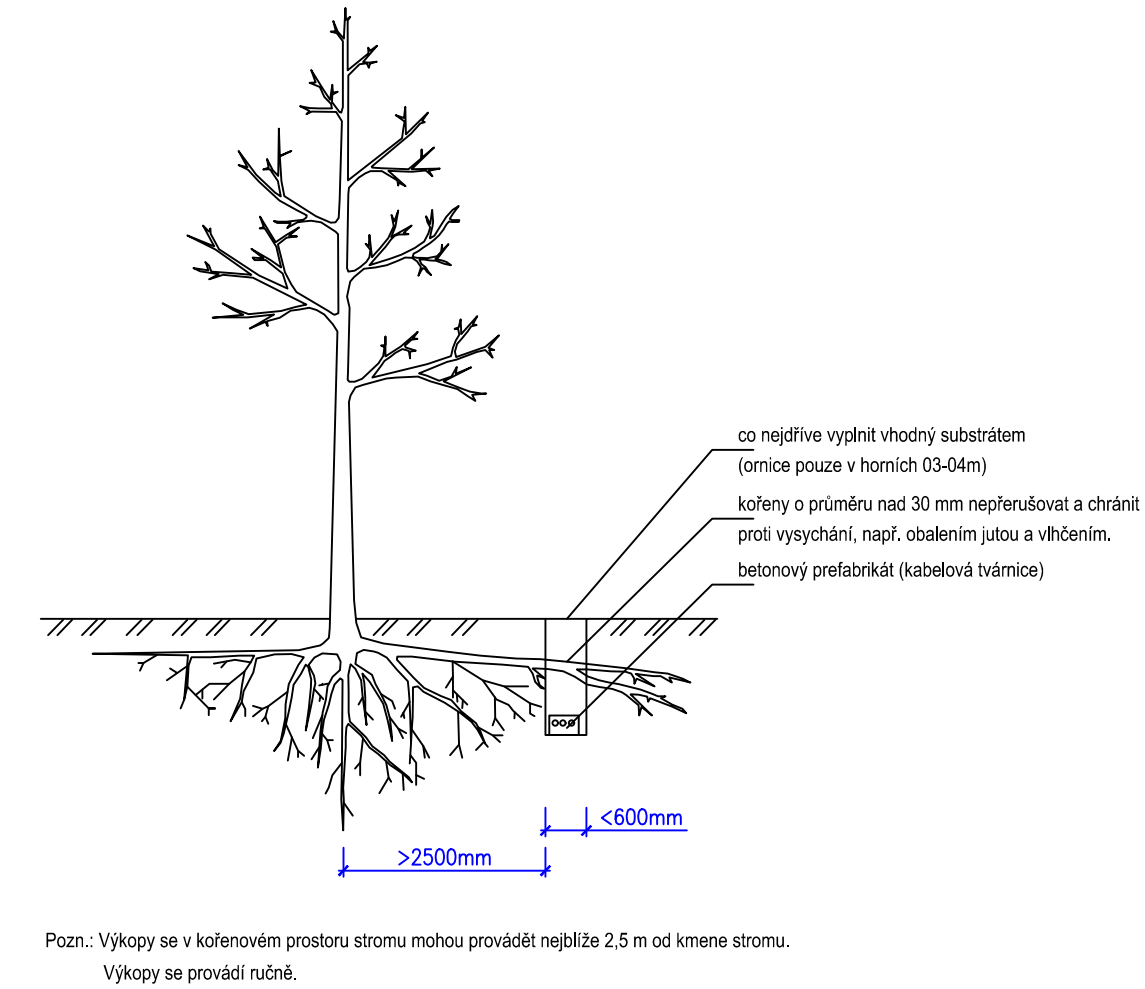 co nejdříve vyplnit vhodný substrátem
(ornice pouze v horních 03-04m)
kořeny o průměru nad 30 mm nepřerušovat a chránit
proti vysychání, např. obalením jutou a vlhčením.
betonový prefabrikát (kabelová tvárnice)
<600mm
>2500mm
Pozn.: Výkopy se v kořenovém prostoru stromu mohou provádět nejblíže 2,5 m od kmene stromu.
Výkopy se provádí ručně.